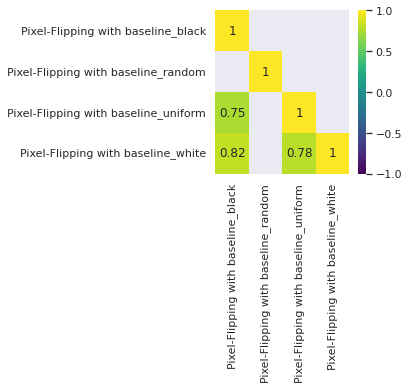 Pixel-Flipping with baseline_black
Pixel-Flipping with baseline_random
Pixel-Flipping with baseline_uniform
Pixel-Flipping with baseline_white
1
1
0.75
1
0.82
0.78
1
1.0
0.5
0.0
−0.5
−1.0
Pixel-Flipping with baseline_black
Pixel-Flipping with baseline_random
Pixel-Flipping with baseline_uniform
Pixel-Flipping with baseline_white